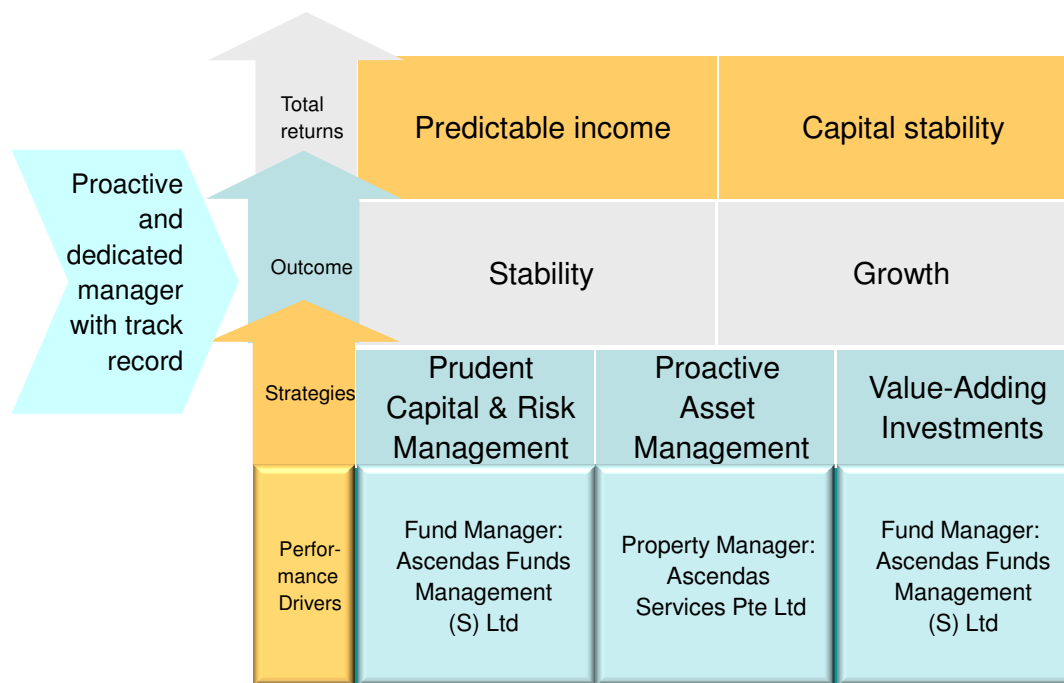 Total
returns
Predictable income
Capital stability
Proactive
and
dedicated
manager
with track
record
Outcome
Stability
Growth
Strategies
Prudent
Capital & Risk
Management
Proactive
Asset
Management
Value-Adding
Investments
Perfor-
mance
Drivers
Fund Manager:
Ascendas Funds
Management
(S) Ltd
Property Manager:
Ascendas
Services Pte Ltd
Fund Manager:
Ascendas Funds
Management
(S) Ltd